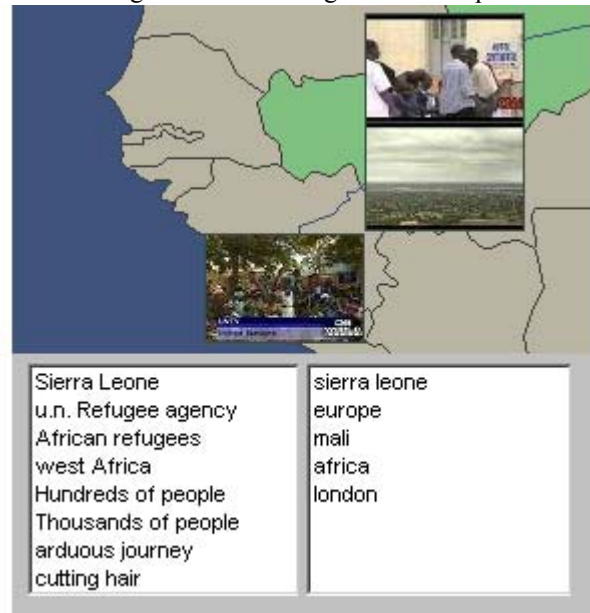 CNN
Sierra Leone
u.n. Refugee agency
African refugees
west Africa
Hundreds of people
Thousands of people
arduous journey
cutting hair
sierra leone
europe
mali
africa
london